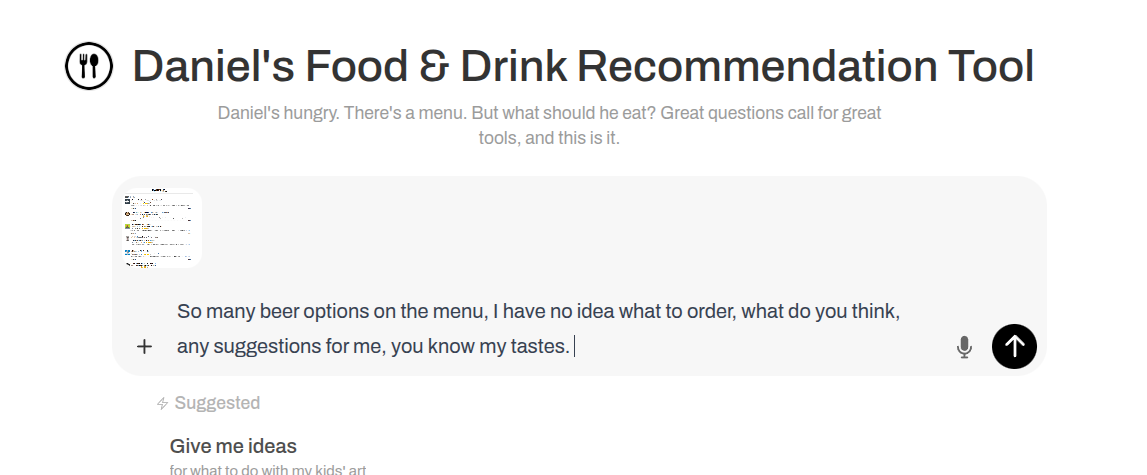 Daniel's Food & Drink Recommendation Tool
Daniel's hungry. There's a menu. But what should he eat? Great questions call for great
tools, and this is it.
So many beer options on the menu, I have no idea what to order, what do you think,
any suggestions for me, you know my tastes.
Suggested
Give me ideas
for what to do with my kids' art